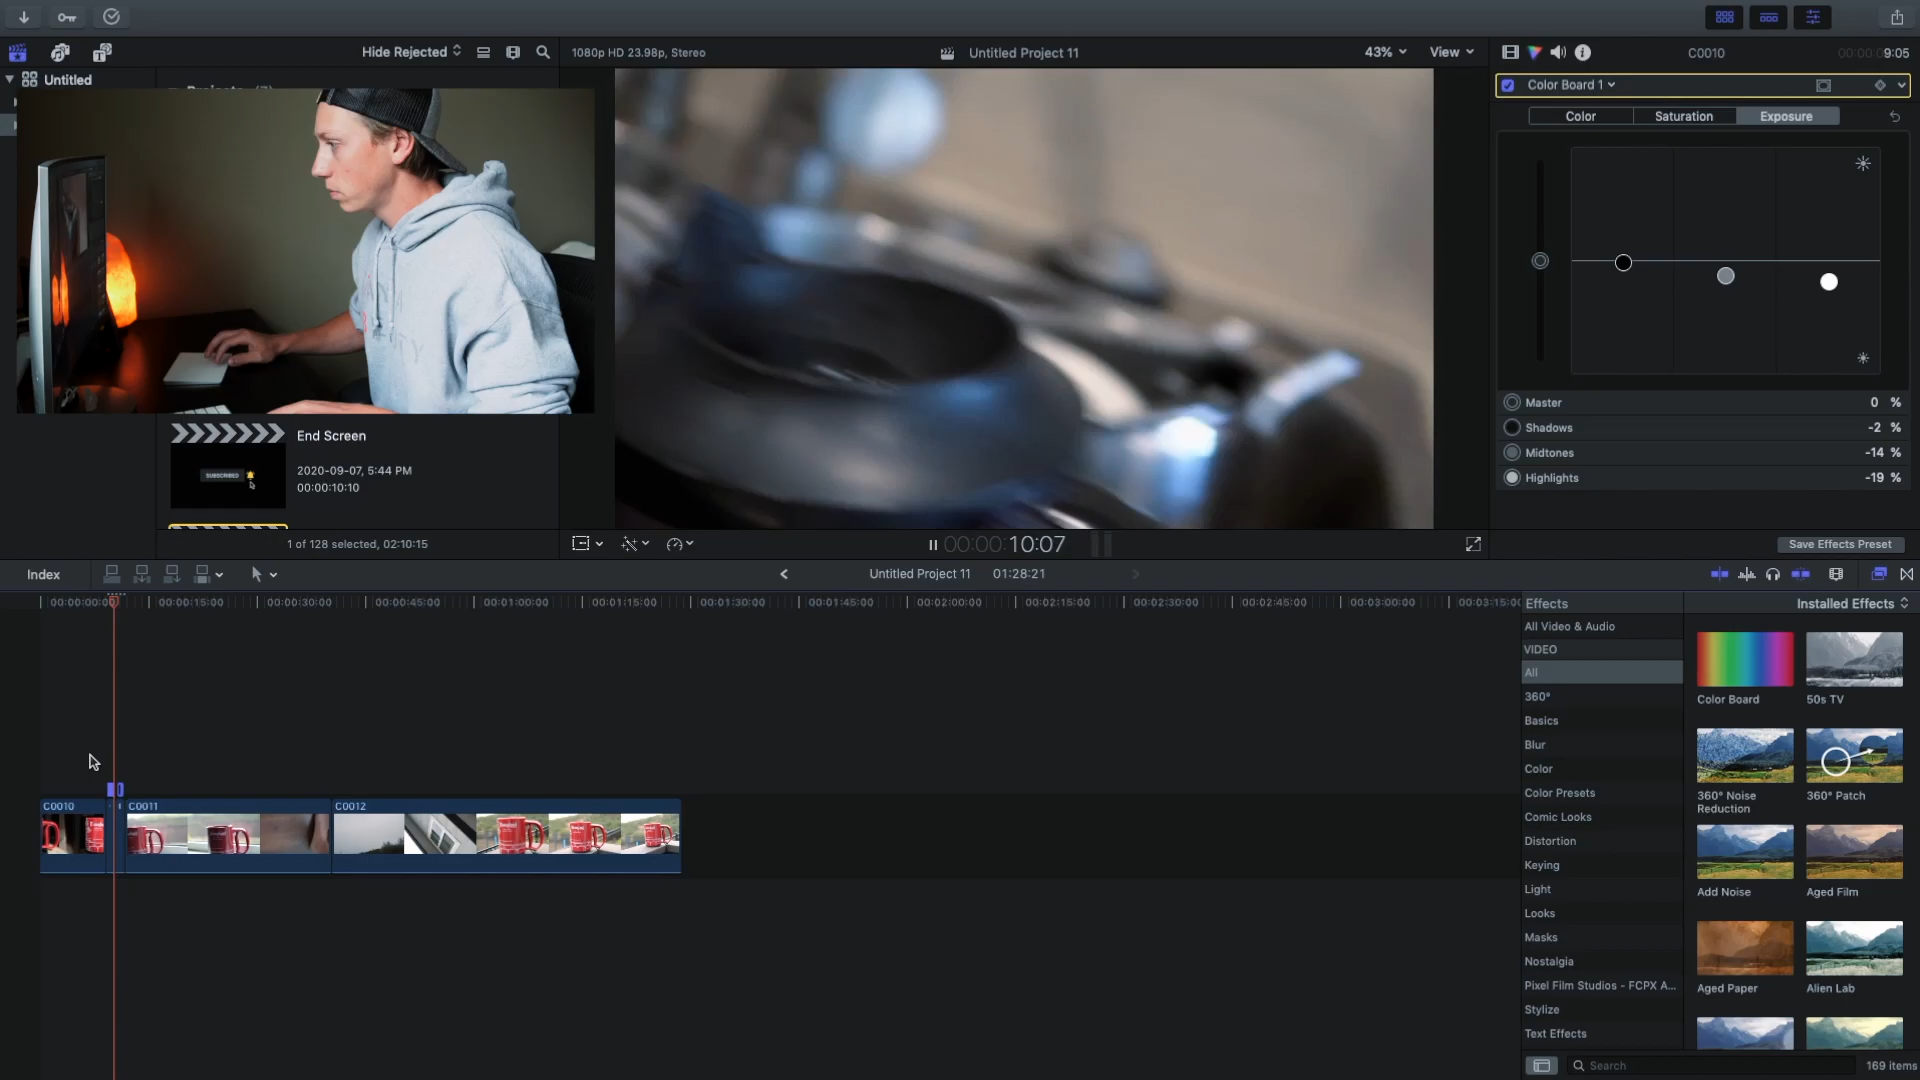 Hide Rejected
1080p HD 23.98p, Stereo
Untitled Project 11
43%
View
C0010
9:05
Untitled
Color Board 1
Color
Saturation
Exposure
Master
0 %
Shadows
-2 %
Midtones
-14 %
Highlights
-19 %
End Screen
2020-09-07, 5:44 PM
00:00:10:10
SUBSCRIBED
1 of 128 selected, 02:10:15
00:00:00:10:07
Save Effects Preset
Index
Untitled Project 11
01:28:21
00:00:00:00
00:00:15:00
00:00:30:00
00:00:45:00
00:01:00:00
00:01:15:00
00:01:30:00
00:01:45:00
00:02:00:00
00:02:15:00
00:02:30:00
00:02:45:00
00:03:00:00
00:03:15:00
Effects
Installed Effects
All Video & Audio
VIDEO
All
360°
Basics
Blur
Color
Color Presets
Comic Looks
Distortion
Keying
Light
Looks
Masks
Nostalgia
Pixel Film Studios - FCPX A...
Stylize
Text Effects
Color Board
50s TV
360° Noise
Reduction
360° Patch
Add Noise
Aged Film
Aged Paper
Alien Lab
C0010
C0011
C0012
Search
169 items